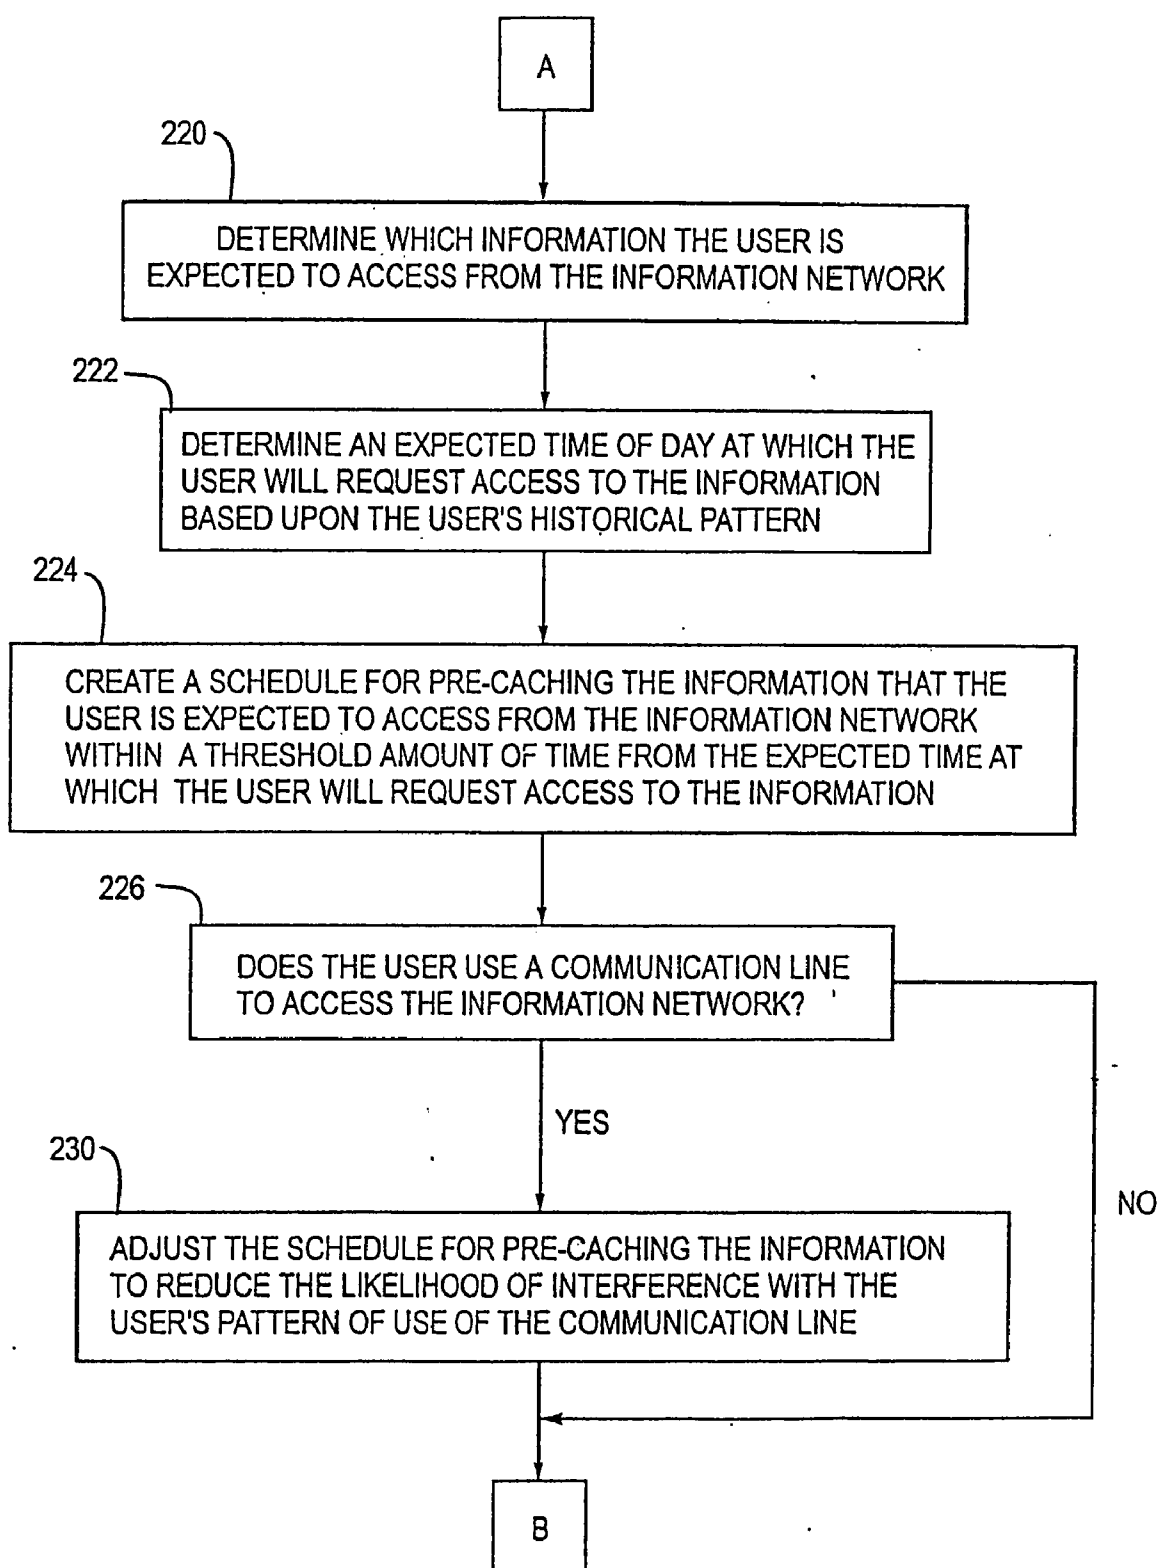 A
220
DETERMINE WHICH INFORMATION THE USER IS
EXPECTED TO ACCESS FROM THE INFORMATION NETWORK
222
DETERMINE AN EXPECTED TIME OF DAY AT WHICH THE
USER WILL REQUEST ACCESS TO THE INFORMATION
BASED UPON THE USER'S HISTORICAL PATTERN
224
CREATE A SCHEDULE FOR PRE-CACHING THE INFORMATION THAT THE
USER IS EXPECTED TO ACCESS FROM THE INFORMATION NETWORK
WITHIN A THRESHOLD AMOUNT OF TIME FROM THE EXPECTED TIME AT
WHICH THE USER WILL REQUEST ACCESS TO THE INFORMATION
226
DOES THE USER USE A COMMUNICATION LINE
TO ACCESS THE INFORMATION NETWORK?
YES
230
NO
ADJUST THE SCHEDULE FOR PRE-CACHING THE INFORMATION
TO REDUCE THE LIKELIHOOD OF INTERFERENCE WITH THE
USER'S PATTERN OF USE OF THE COMMUNICATION LINE
B